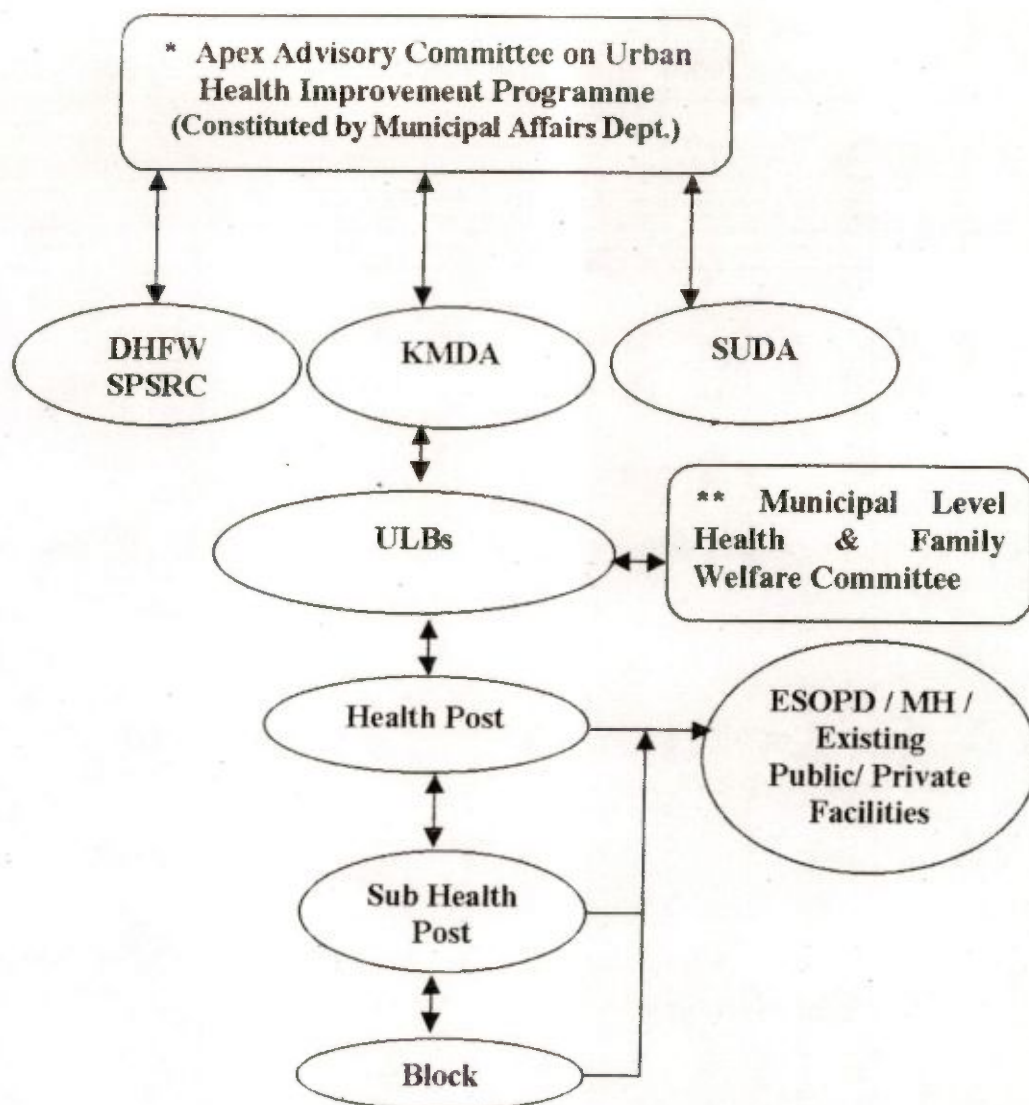 * Apex Advisory Committee on Urban
Health Improvement Programme
(Constituted by Municipal Affairs Dept.)
DHFW
SPSRC
KMDA
SUDA
ULBs
** Municipal Level
Health & Family
Welfare Committee
Health Post
ESOPD / MH /
Existing
Public/ Private
Facilities
Sub Health
Post
Block